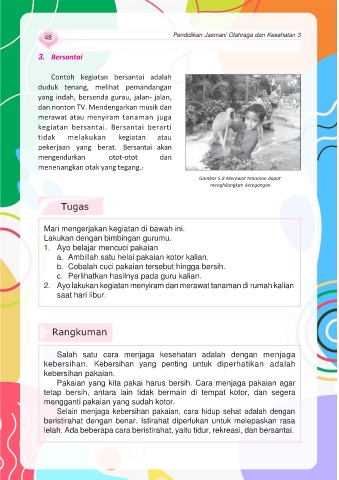 48
Pendidikan Jasmani Olahraga dan Kesehatan 3
3. Bersantai
Contoh kegiatan bersantai adalah
duduk tenang, melihat pemandangan
yang indah, bersenda gurau, jalan- jalan,
dan nonton TV. Mendengarkan musik dan
merawat atau menyiram tanaman juga
kegiatan bersantai. Bersantai berarti
tidak melakukan kegiatan atau
pekerjaan yang berat. Bersantai akan
mengendurkan otot-otot dan
menenangkan otak yang tegang.
Gambar 5.8 Merawat tanaman dapat
menghilangkan ketegangan
Tugas
Mari mengerjakan kegiatan di bawah ini.
Lakukan dengan bimbingan gurumu.
1. Ayo belajar mencuci pakaian
a. Ambillah satu helai pakaian kotor kalian.
b. Cobalah cuci pakaian tersebut hingga bersih.
c. Perlihatkan hasilnya pada guru kalian.
2. Ayo lakukan kegiatan menyiram dan merawat tanaman di rumah kalian
saat hari libur.
Rangkuman
Salah satu cara menjaga kesehatan adalah dengan menjaga
kebersihan. Kebersihan yang penting untuk diperhatikan adalah
kebersihan pakaian.
Pakaian yang kita pakai harus bersih. Cara menjaga pakaian agar
tetap bersih, antara lain tidak bermain di tempat kotor, dan segera
mengganti pakaian yang sudah kotor.
Selain menjaga kebersihan pakaian, cara hidup sehat adalah dengan
beristirahat dengan benar. Istirahat diperlukan untuk melepaskan rasa
lelah. Ada beberapa cara beristirahat, yaitu tidur, rekreasi, dan bersantai.